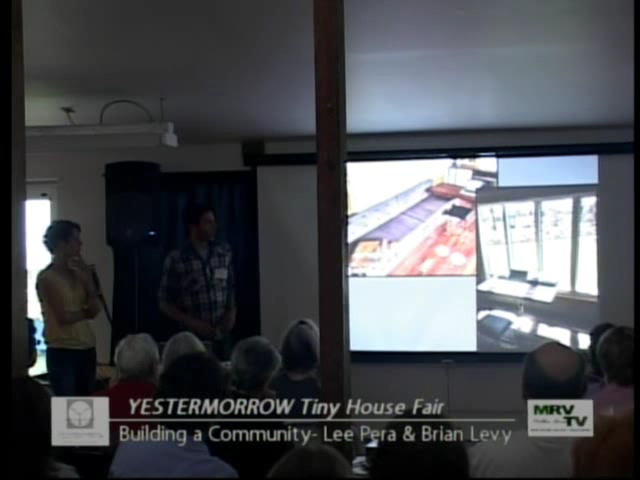 YESTERMORROW Tiny House Fair
Building a Community- Lee Pera & Brian Levy
MRV
TV